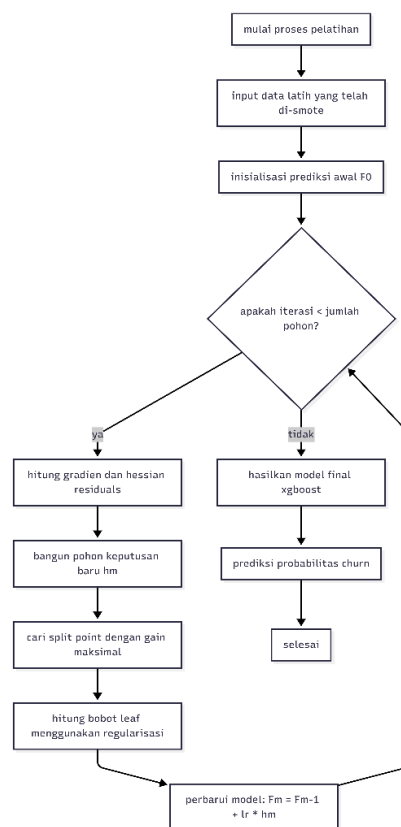 mulai proses pelatihan
input data latih yang telah
di-smote
inisialisasi prediksi awal F0
apakah iterasi < jumlah
pohon?
ya
tidak
hitung gradien dan hessian
residuals
hasilkan model final
xgboost
bangun pohon keputusan
baru hm
prediksi probabilitas churn
cari split point dengan gain
maksimal
selesai
hitung bobot leaf
menggunakan regularisasi
perbarui model: Fm = Fm-1
+ lr * hm